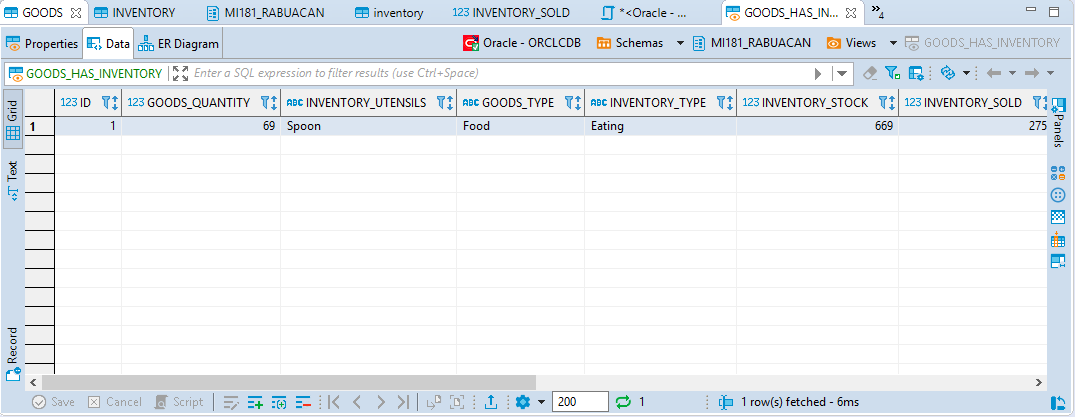 GOODS INVENTORY MI181_RABUACAN inventory 123 INVENTORY_SOLD *<Oracle - ... GOODS_HAS_IN... »4
Properties Data ER Diagram Oracle - ORCLCDB Schemas MI181_RABUACAN Views GOODS_HAS_INVENTORY
GOODS_HAS_INVENTORY Enter a SQL expression to filter results (use Ctrl+Space)
Grid
Text
Record
123 ID 123 GOODS_QUANTITY ABC INVENTORY_UTENSILS ABC GOODS_TYPE ABC INVENTORY_TYPE 123 INVENTORY_STOCK 123 INVENTORY_SOLD
1 1 69 Spoon Food Eating 669 275
Panels
Save Cancel Script 200 1 1 row(s) fetched - 6ms